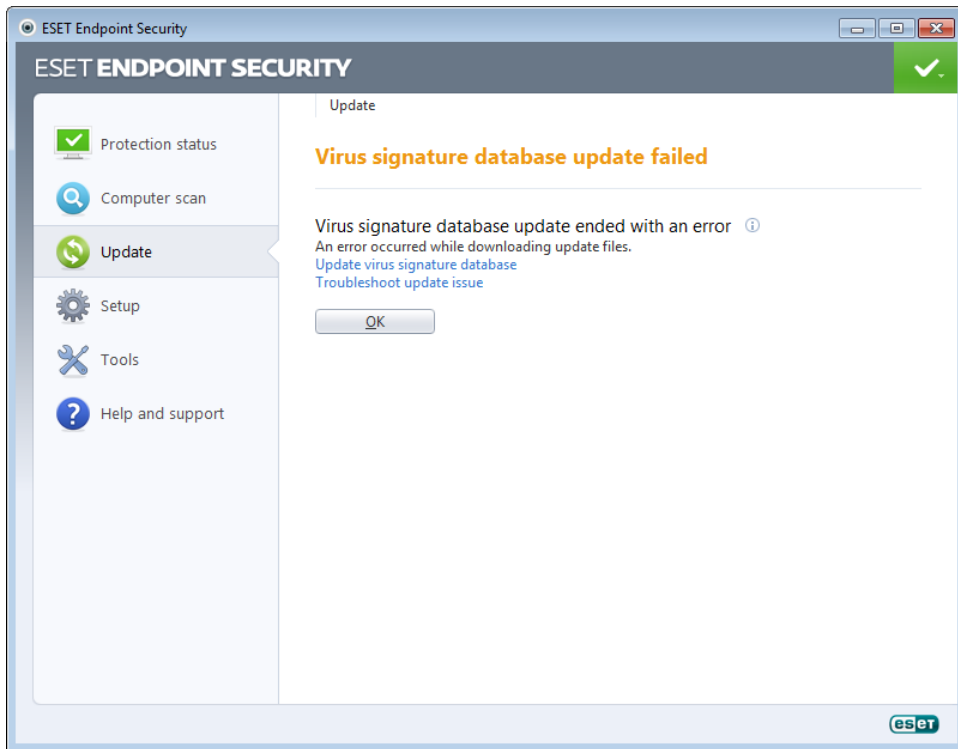 ESET Endpoint Security
ESET ENDPOINT SECURITY
Protection status
Computer scan
Update
Setup
Tools
Help and support
Update
Virus signature database update failed
Virus signature database update ended with an error
An error occurred while downloading update files.
Update virus signature database
Troubleshoot update issue
OK
eseT